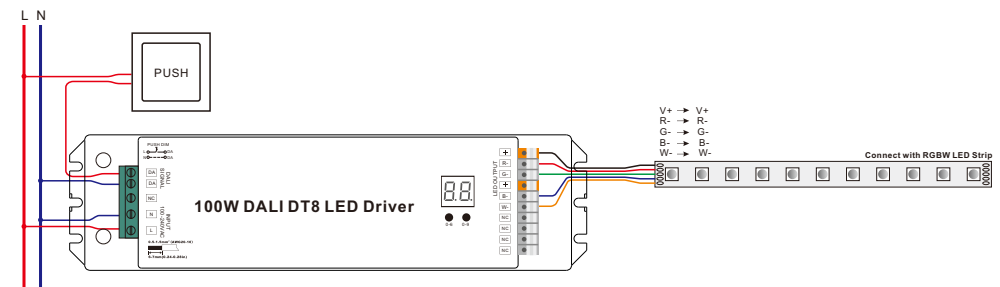 L N
PUSH
PUSH DIM
L DA
N DA
DA
DA
NC
N
L
DALI
SIGNAL
INPUT
100-240VAC
100W DALI DT8 LED Driver
LED OUTPUT
+
R-
G-
+
B-
W-
NC
NC
NC
NC
V+ → V+
R- → R-
G- → G-
B- → B-
W- → W-
Connect with RGBW LED Strip